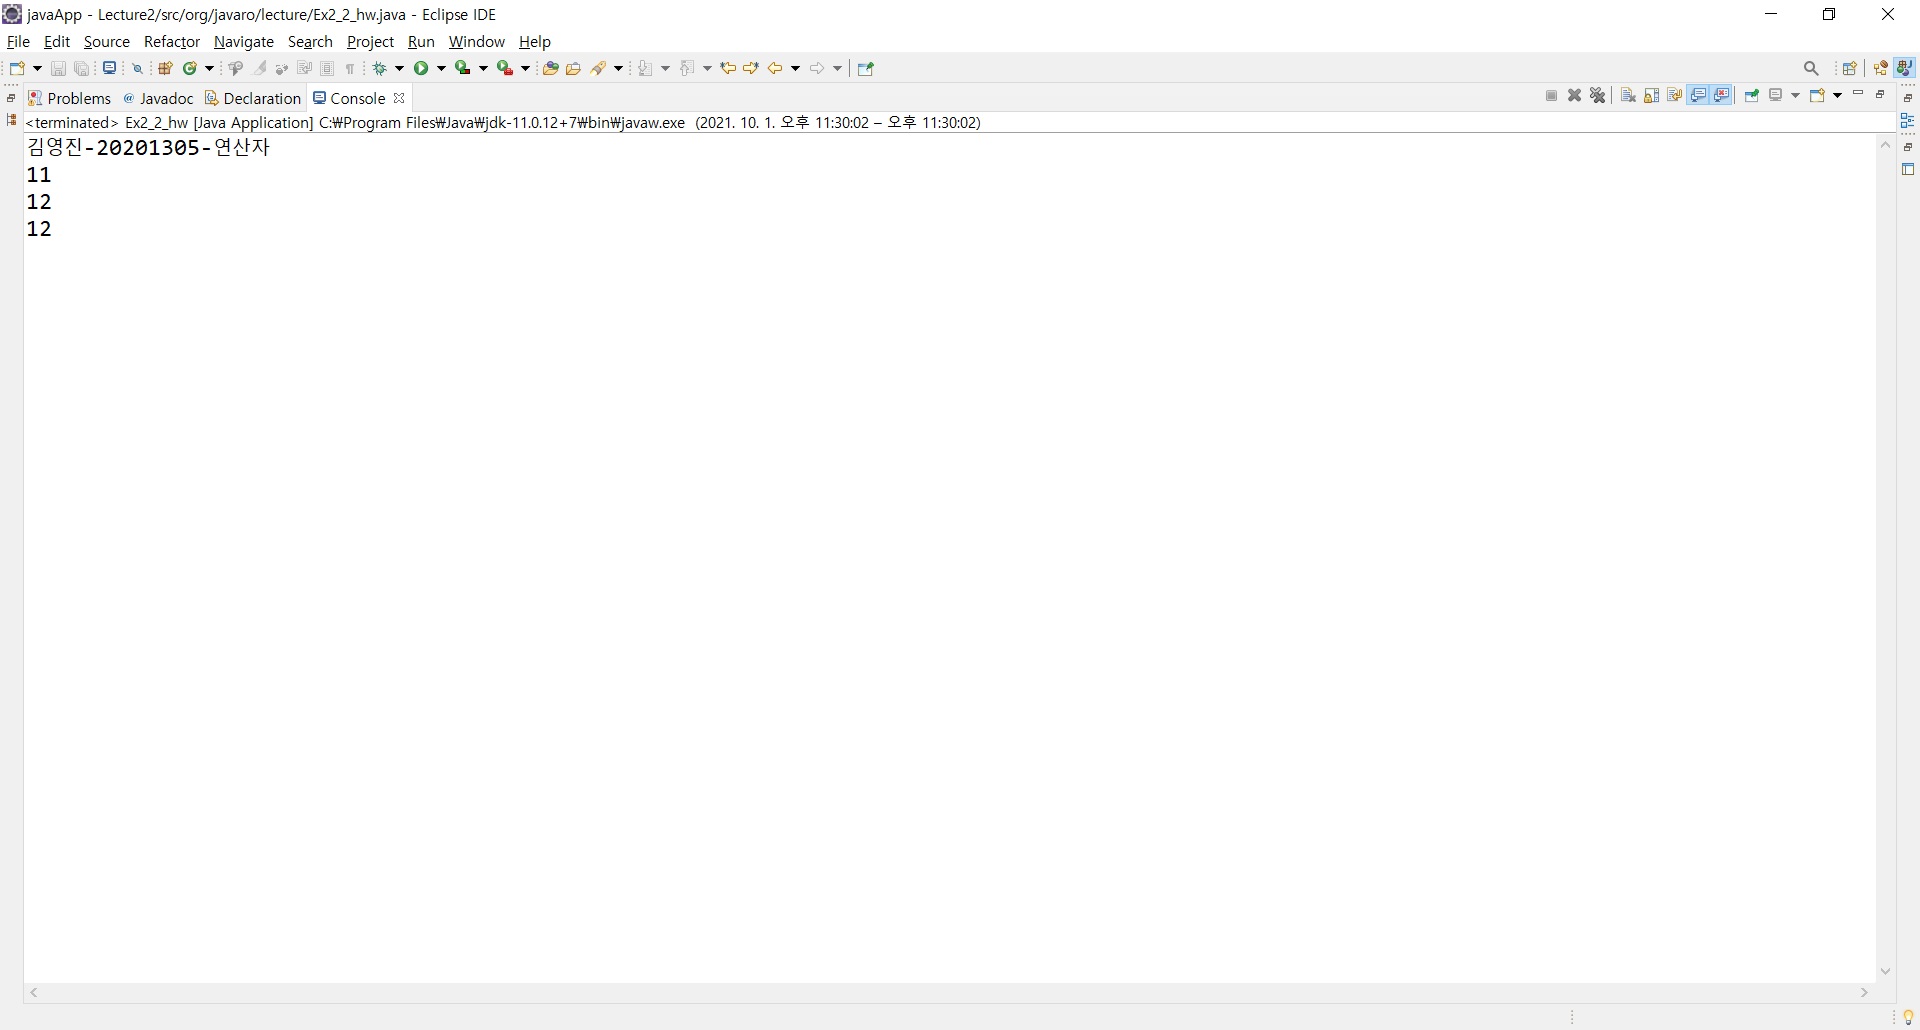 javaApp - Lecture2/src/org/javaro/lecture/Ex2_2_hw.java - Eclipse IDE
File Edit Source Refactor Navigate Search Project Run Window Help
Problems @ Javadoc Declaration Console
<terminated> Ex2_2_hw [Java Application] C:₩Program Files₩Java₩jdk-11.0.12+7₩bin₩javaw.exe (2021. 10. 1. 오후 11:30:02 – 오후 11:30:02)
김영진-20201305-연산자
11
12
12